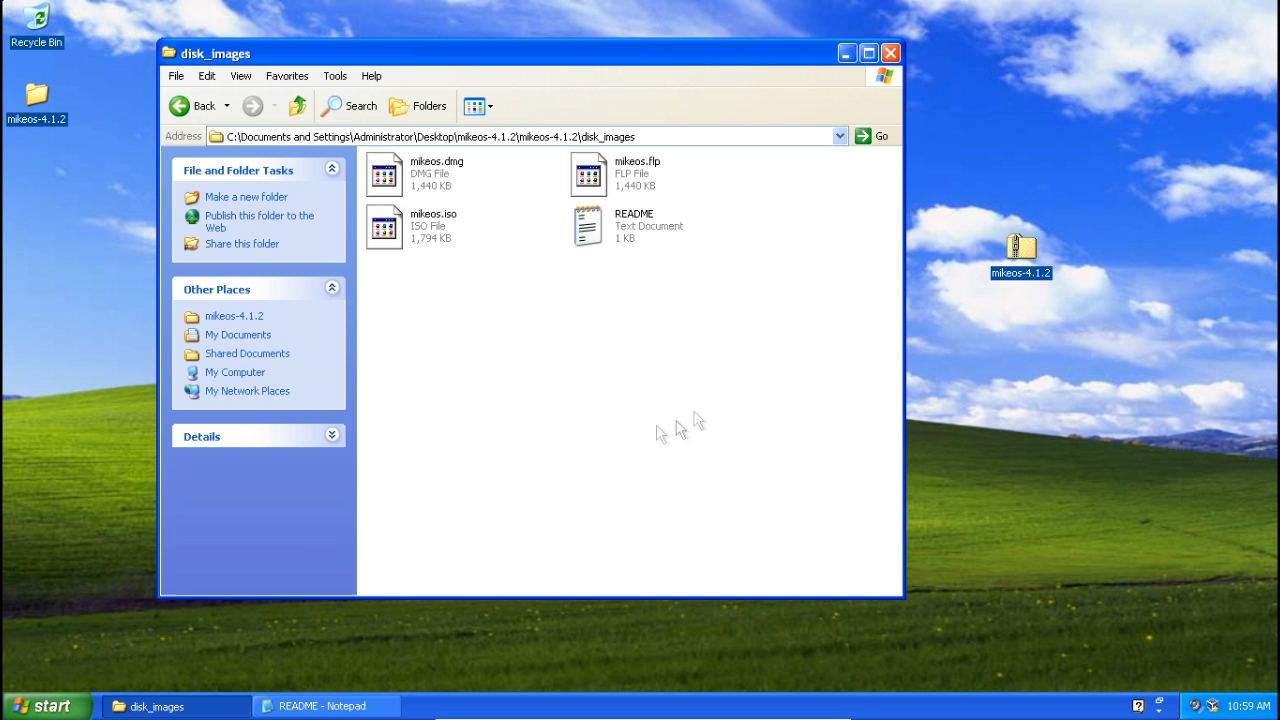 Recycle Bin
mikeos-4.1.2
disk_images
File Edit View Favorites Tools Help
Back Search Folders
Address C:\Documents and Settings\Administrator\Desktop\mikeos-4.1.2\mikeos-4.1.2\disk_images Go
File and Folder Tasks
Make a new folder
Publish this folder to the
Web
Share this folder
Other Places
mikeos-4.1.2
My Documents
Shared Documents
My Computer
My Network Places
Details
mikeos.dmg
DMG File
1,440 KB
mikeos.flp
FLP File
1,440 KB
mikeos.iso
ISO File
1,794 KB
README
Text Document
1 KB
mikeos-4.1.2
start disk_images README - Notepad 10:59 AM